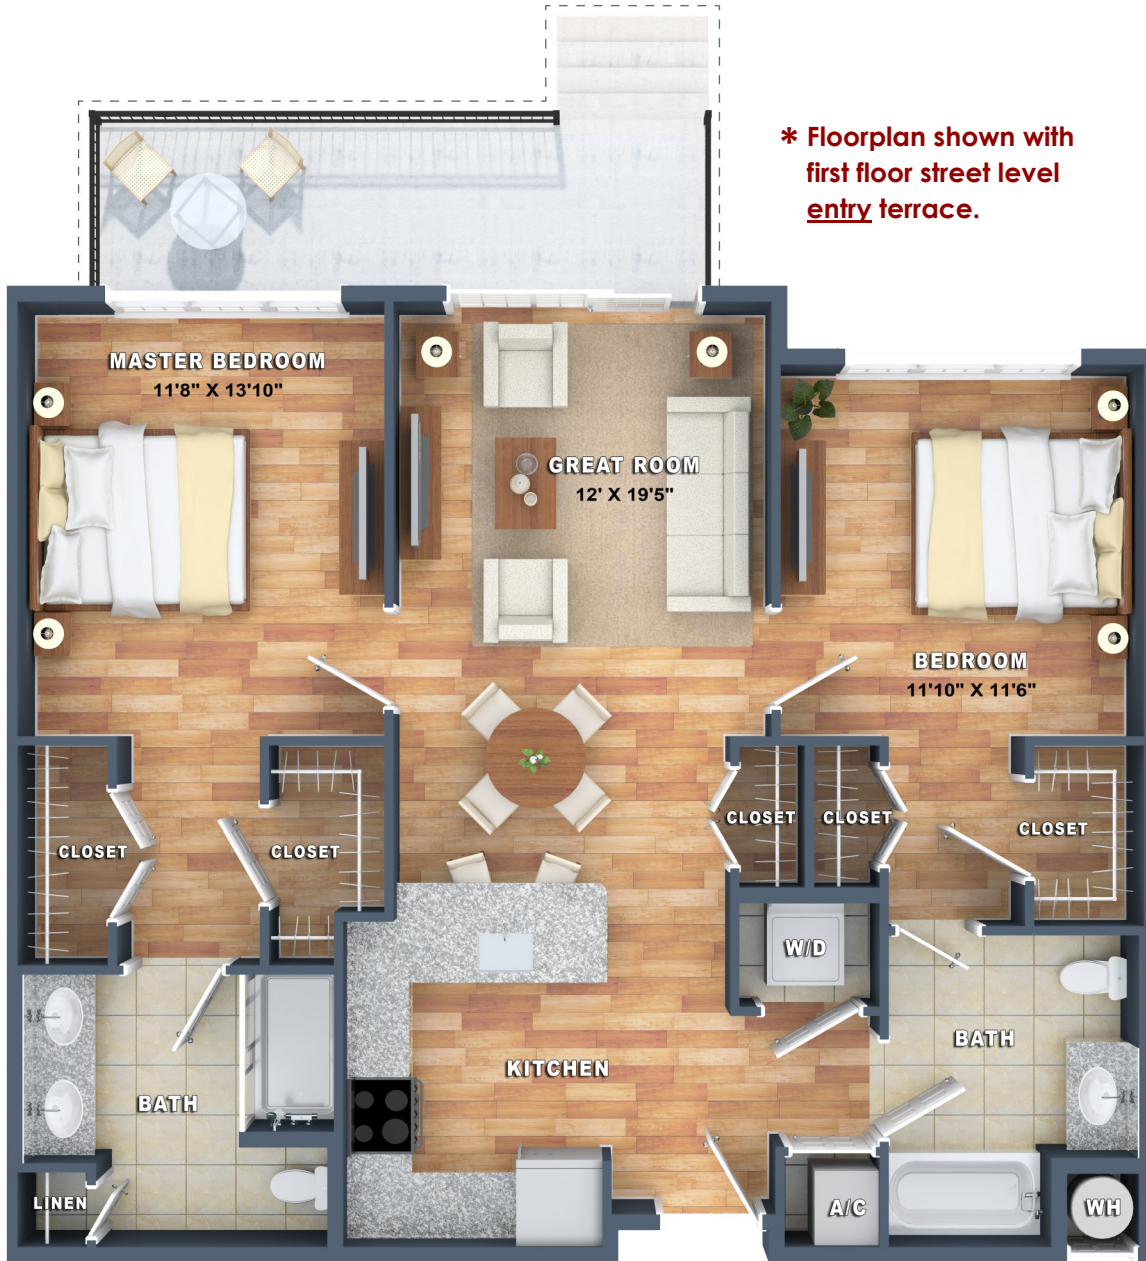 * Floorplan shown with
first floor street level
entry terrace.
MASTER BEDROOM
11'8" X 13'10"
GREAT ROOM
12' X 19'5"
BEDROOM
11'10" X 11'6"
CLOSET
CLOSET
CLOSET
CLOSET
CLOSET
W/D
BATH
KITCHEN
BATH
LINEN
A/C
WH